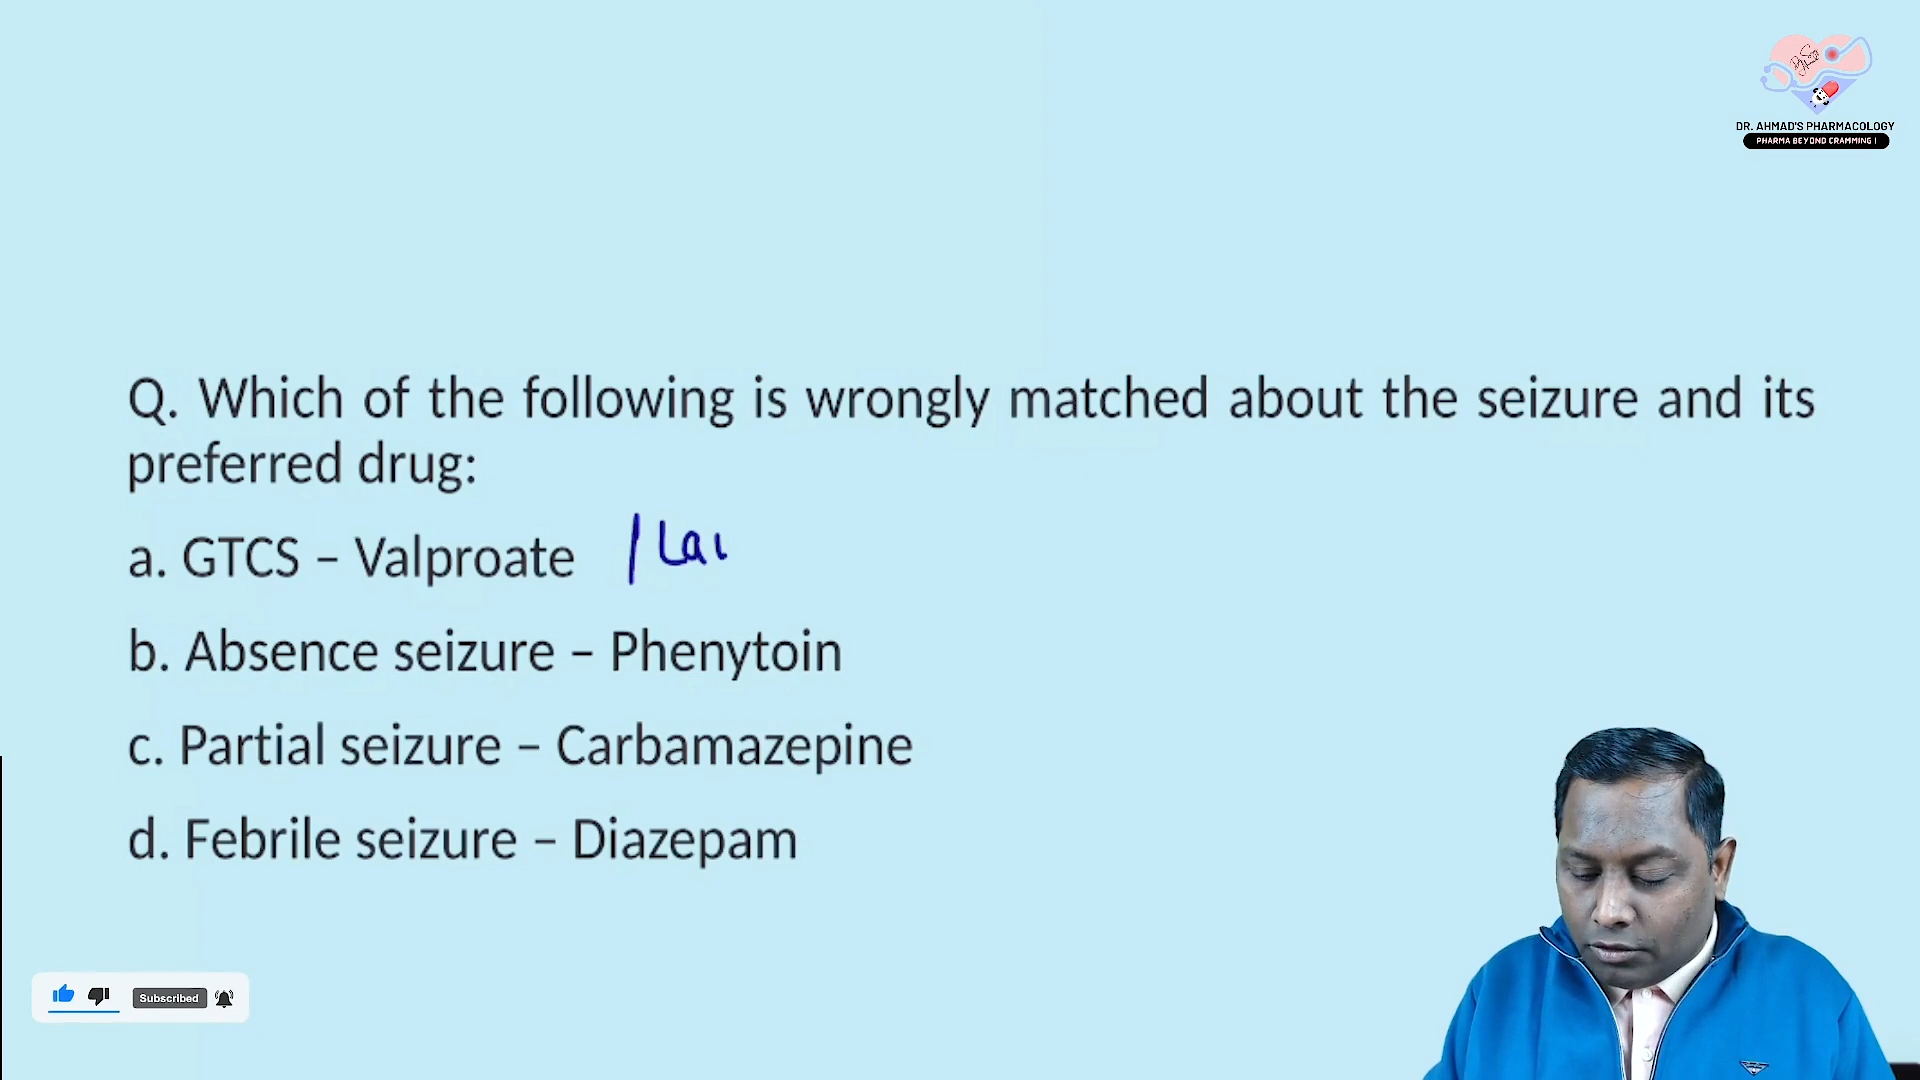 DR. AHMAD'S PHARMACOLOGY
PHARMA BEYOND CRAMMING !
Q. Which of the following is wrongly matched about the seizure and its
preferred drug:
a. GTCS – Valproate
b. Absence seizure – Phenytoin
c. Partial seizure – Carbamazepine
d. Febrile seizure – Diazepam
Subscribed